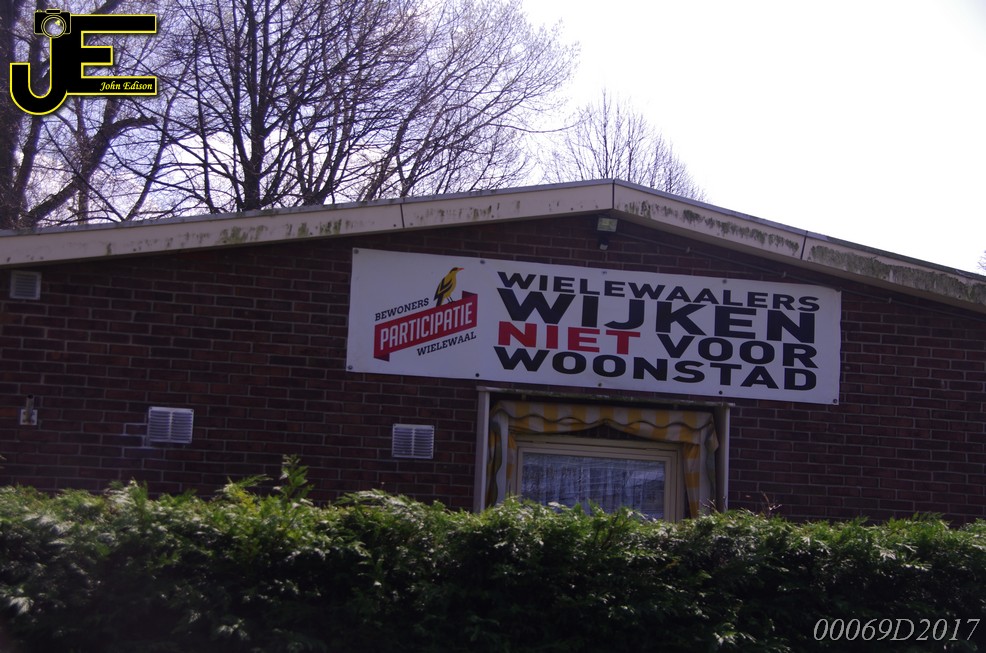 JE
John Edison
BEWONERS
PARTICIPATIE
WIELEWAAL
WIELEWAALERS
WIJKEN
NIET VOOR
WOONSTAD
00069D2017